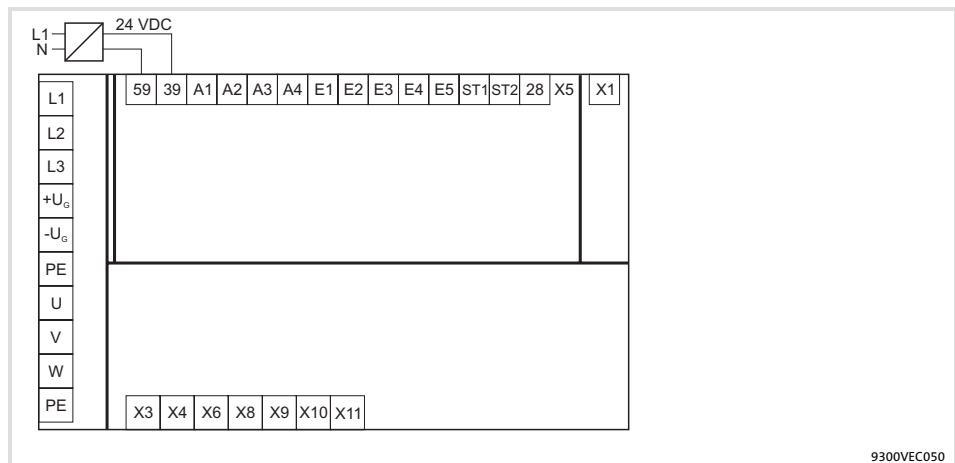 24 VDC
L1
N
59 39 A1 A2 A3 A4 E1 E2 E3 E4 E5 ST1 ST2 28 X5 X1
L1
L2
L3
+UG
-UG
PE
U
V
W
PE
X3 X4 X6 X8 X9 X10 X11
9300VEC050